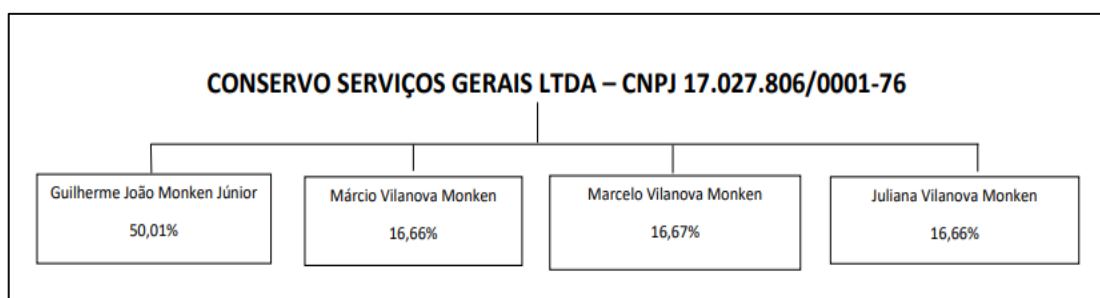 CONSERVO SERVIÇOS GERAIS LTDA – CNPJ 17.027.806/0001-76
Guilherme João Monken Júnior
50,01%
Márcio Vilanova Monken
16,66%
Marcelo Vilanova Monken
16,67%
Juliana Vilanova Monken
16,66%